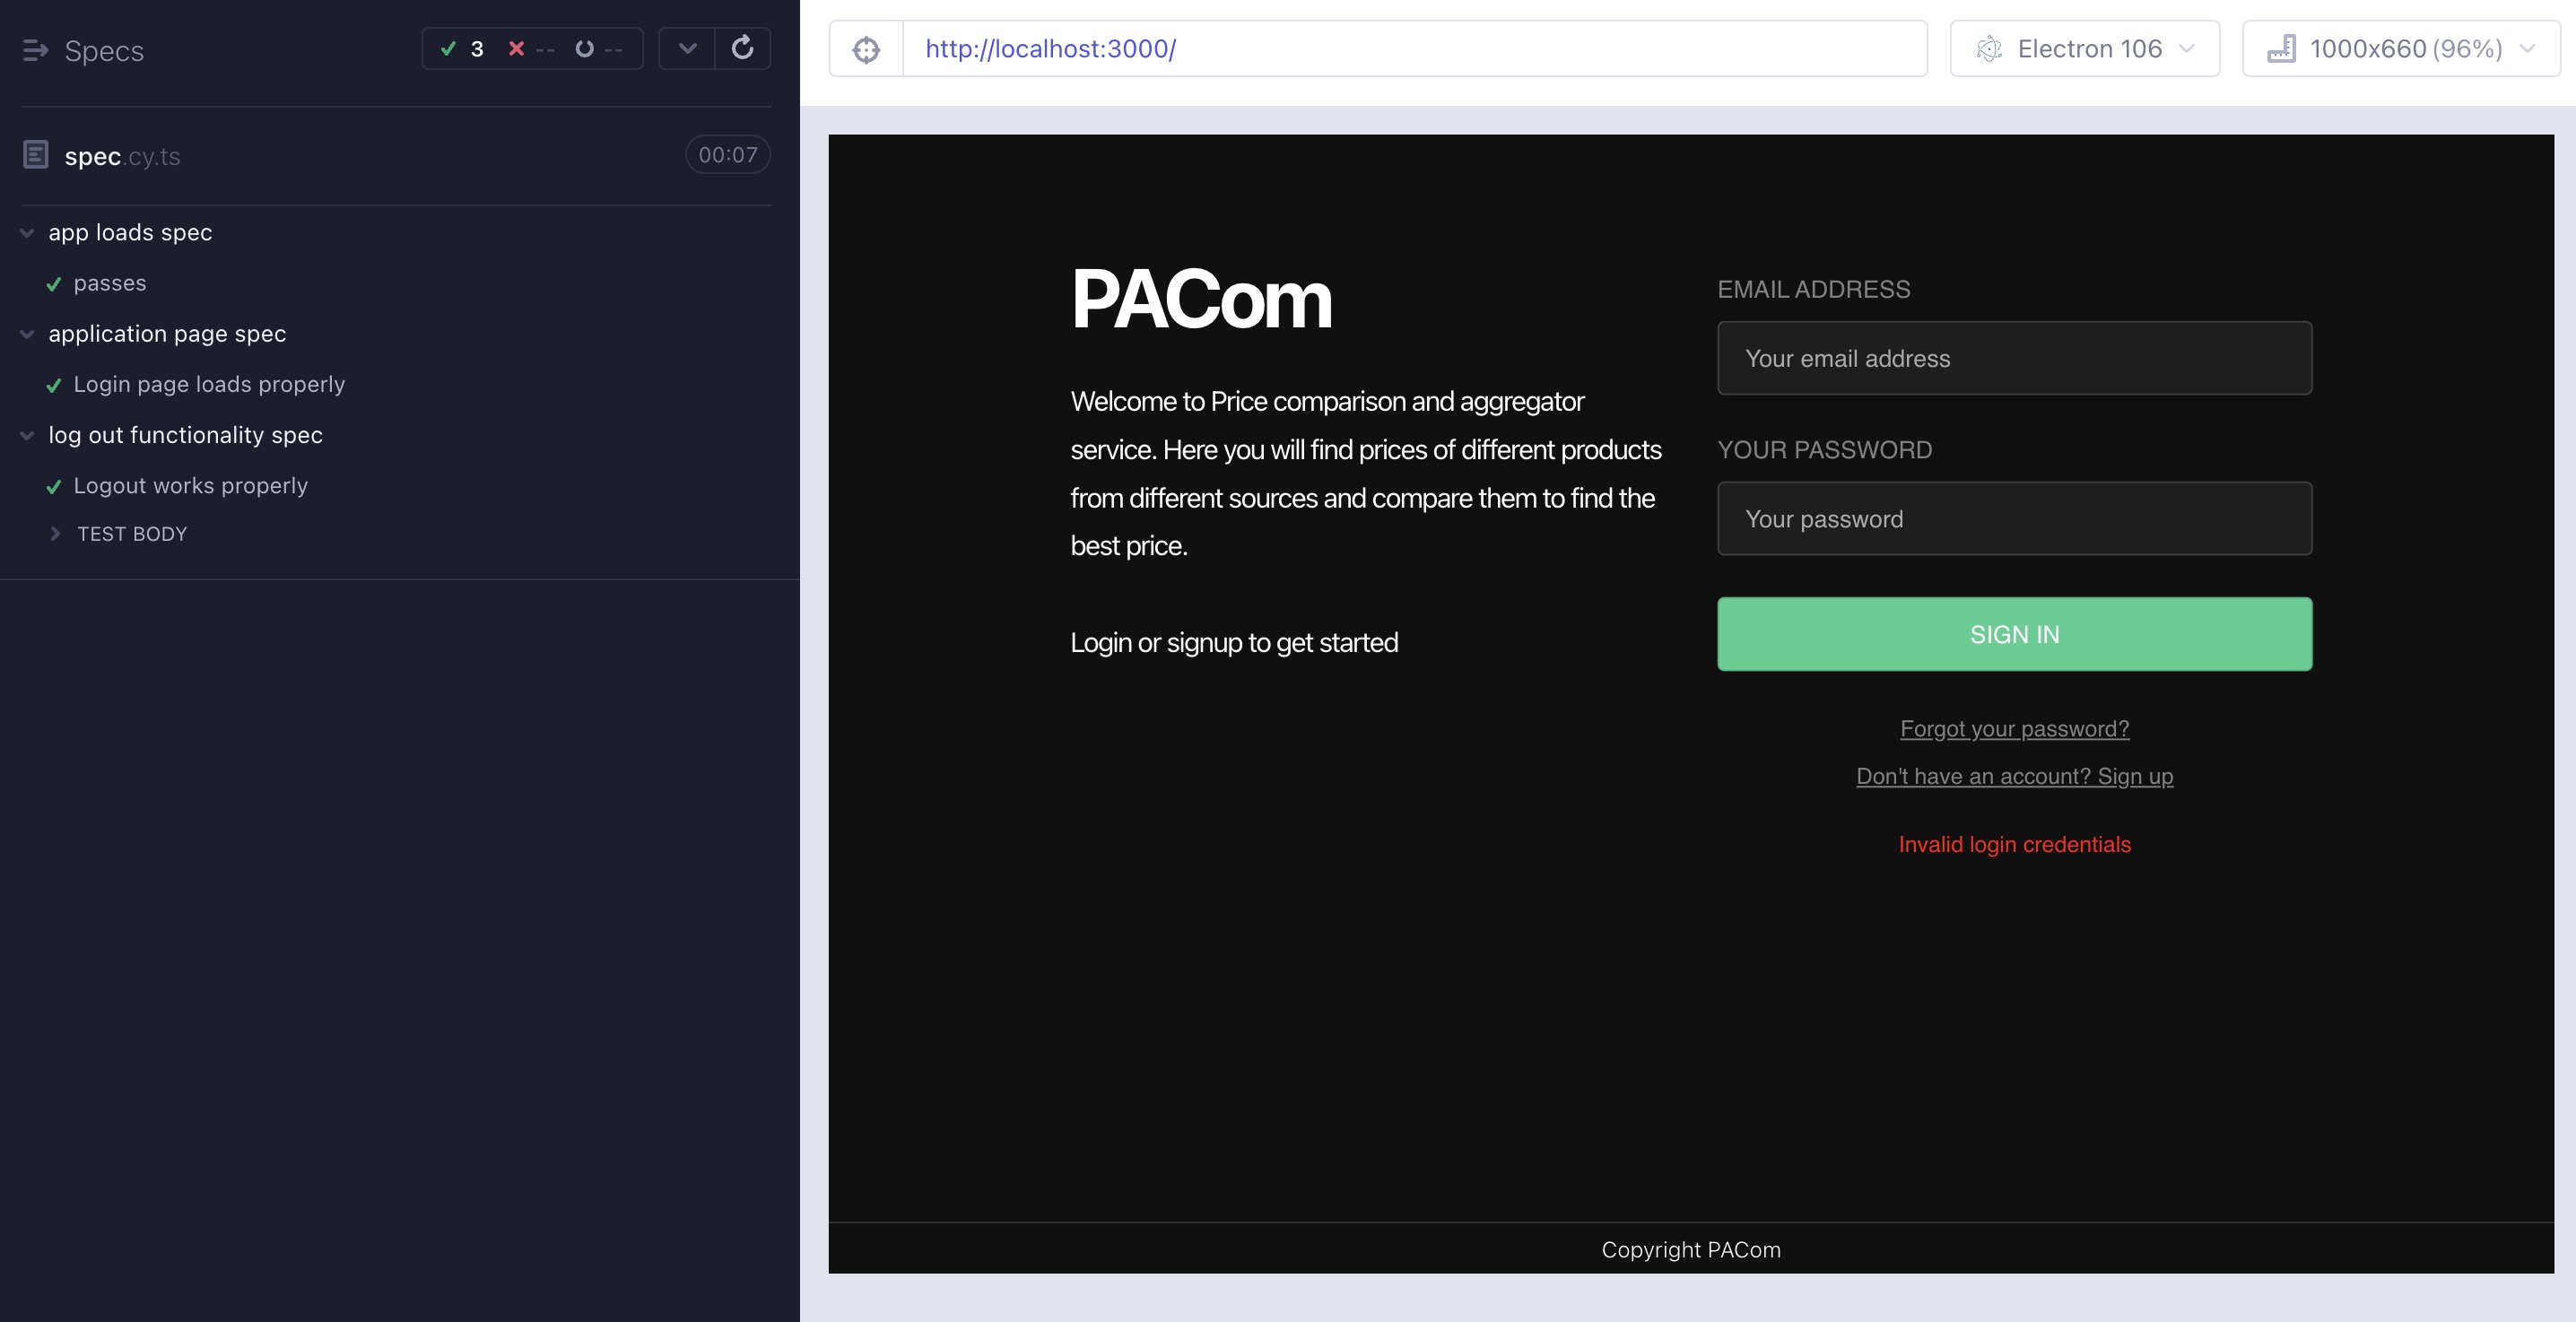 Specs
3 -- --
spec.cy.ts
00:07
app loads spec
passes
application page spec
Login page loads properly
log out functionality spec
Logout works properly
TEST BODY
http://localhost:3000/
Electron 106
1000x660 (96%)
PACom
Welcome to Price comparison and aggregator
service. Here you will find prices of different products
from different sources and compare them to find the
best price.
Login or signup to get started
EMAIL ADDRESS
Your email address
YOUR PASSWORD
Your password
SIGN IN
Forgot your password?
Don't have an account? Sign up
Invalid login credentials
Copyright PACom